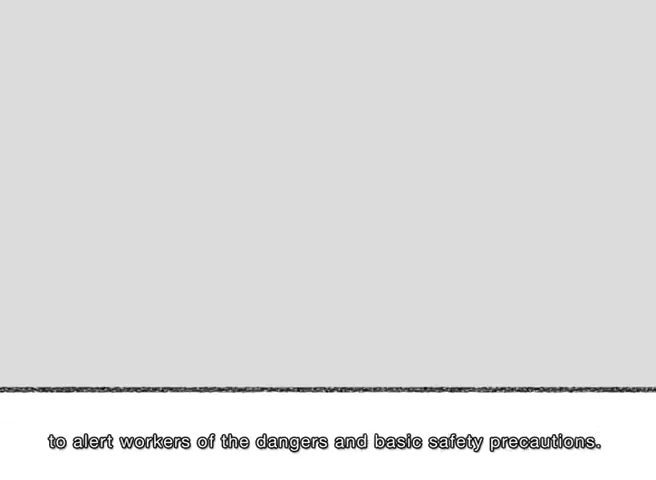 to alert workers of the dangers and basic safety precautions.